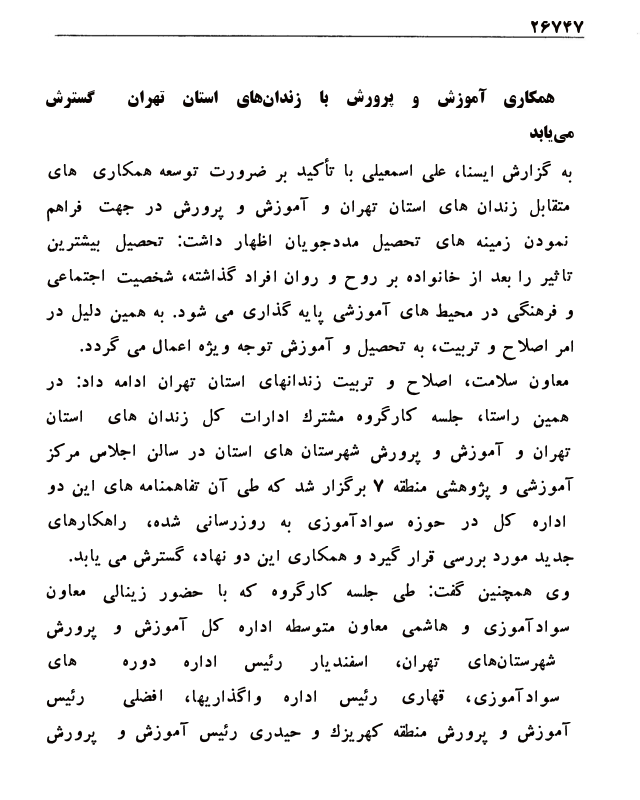 ۲۶۷۴۷
همکاری آموزش و پرورش با زندان‌های استان تهران گسترش
می‌یابد
به گزارش ایسنا، علی اسمعیلی با تأکید بر ضرورت توسعه همکاری های
متقابل زندان های استان تهران و آموزش و پرورش در جهت فراهم
نمودن زمینه های تحصیل مددجویان اظهار داشت: تحصیل بیشترین
تاثیر را بعد از خانواده بر روح و روان افراد گذاشته، شخصیت اجتماعی
و فرهنگی در محیط های آموزشی پایه گذاری می شود. به همین دلیل در
امر اصلاح و تربیت، به تحصیل و آموزش توجه ویژه اعمال می گردد.
معاون سلامت، اصلاح و تربیت زندانهای استان تهران ادامه داد: در
همین راستا، جلسه کارگروه مشترك ادارات کل زندان های استان
تهران و آموزش و پرورش شهرستان های استان در سالن اجلاس مرکز
آموزشی و پژوهشی منطقه ۷ برگزار شد که طی آن تفاهمنامه های این دو
اداره کل در حوزه سوادآموزی به روزرسانی شده، راهکارهای
جدید مورد بررسی قرار گیرد و همکاری این دو نهاد، گسترش می یابد.
وی همچنین گفت: طی جلسه کارگروه که با حضور زینالی معاون
سوادآموزی و هاشمی معاون متوسطه اداره کل آموزش و پرورش
شهرستان‌های تهران، اسفندیار رئیس اداره دوره های
سوادآموزی، قهاری رئیس اداره واگذاریها، افضلی رئیس
آموزش و پرورش منطقه کهریزك و حیدری رئیس آموزش و پرورش